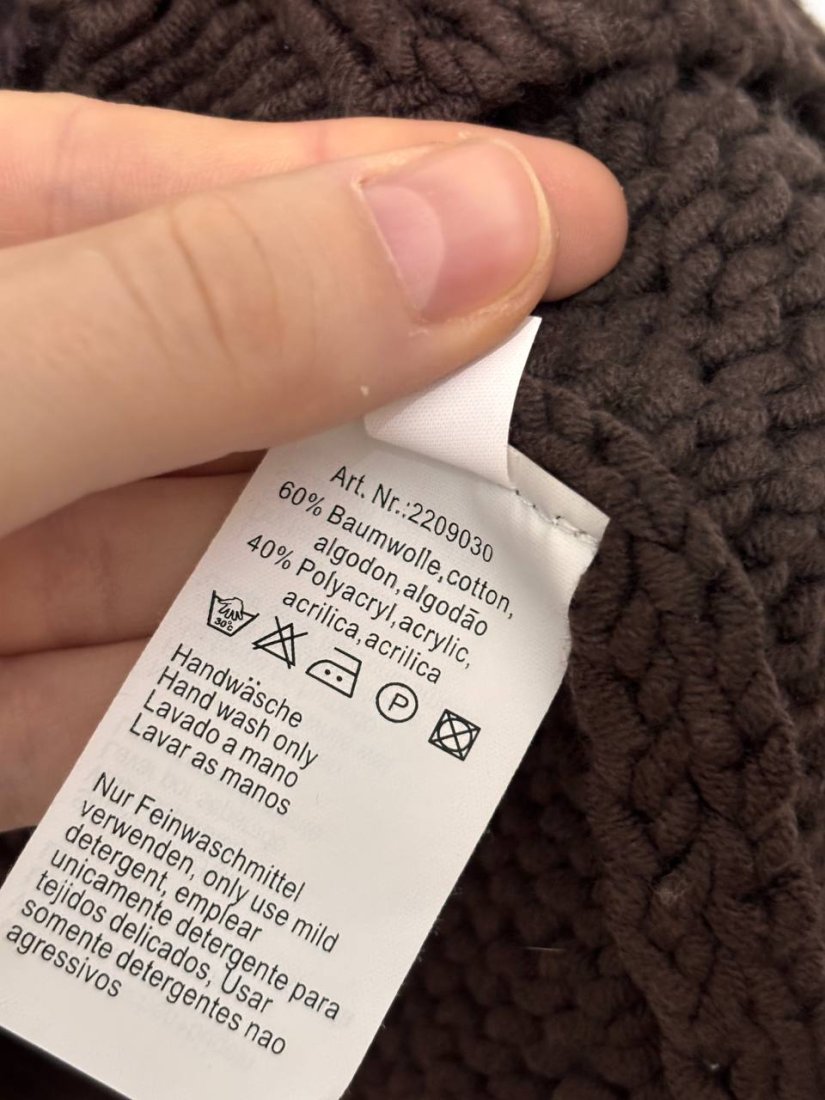 Art. Nr.:2209030
60% Baumwolle,cotton,
algodon,algodão
40% Polyacryl,acrylic,
acrilica,acrilica
30°C
P
Handwäsche
Hand wash only
Lavado a mano
Lavar as manos
Nur Feinwaschmittel
verwenden, only use mild
detergent, emplear
unicamente detergente para
tejidos delicados, Usar
somente detergentes nao
agressivos